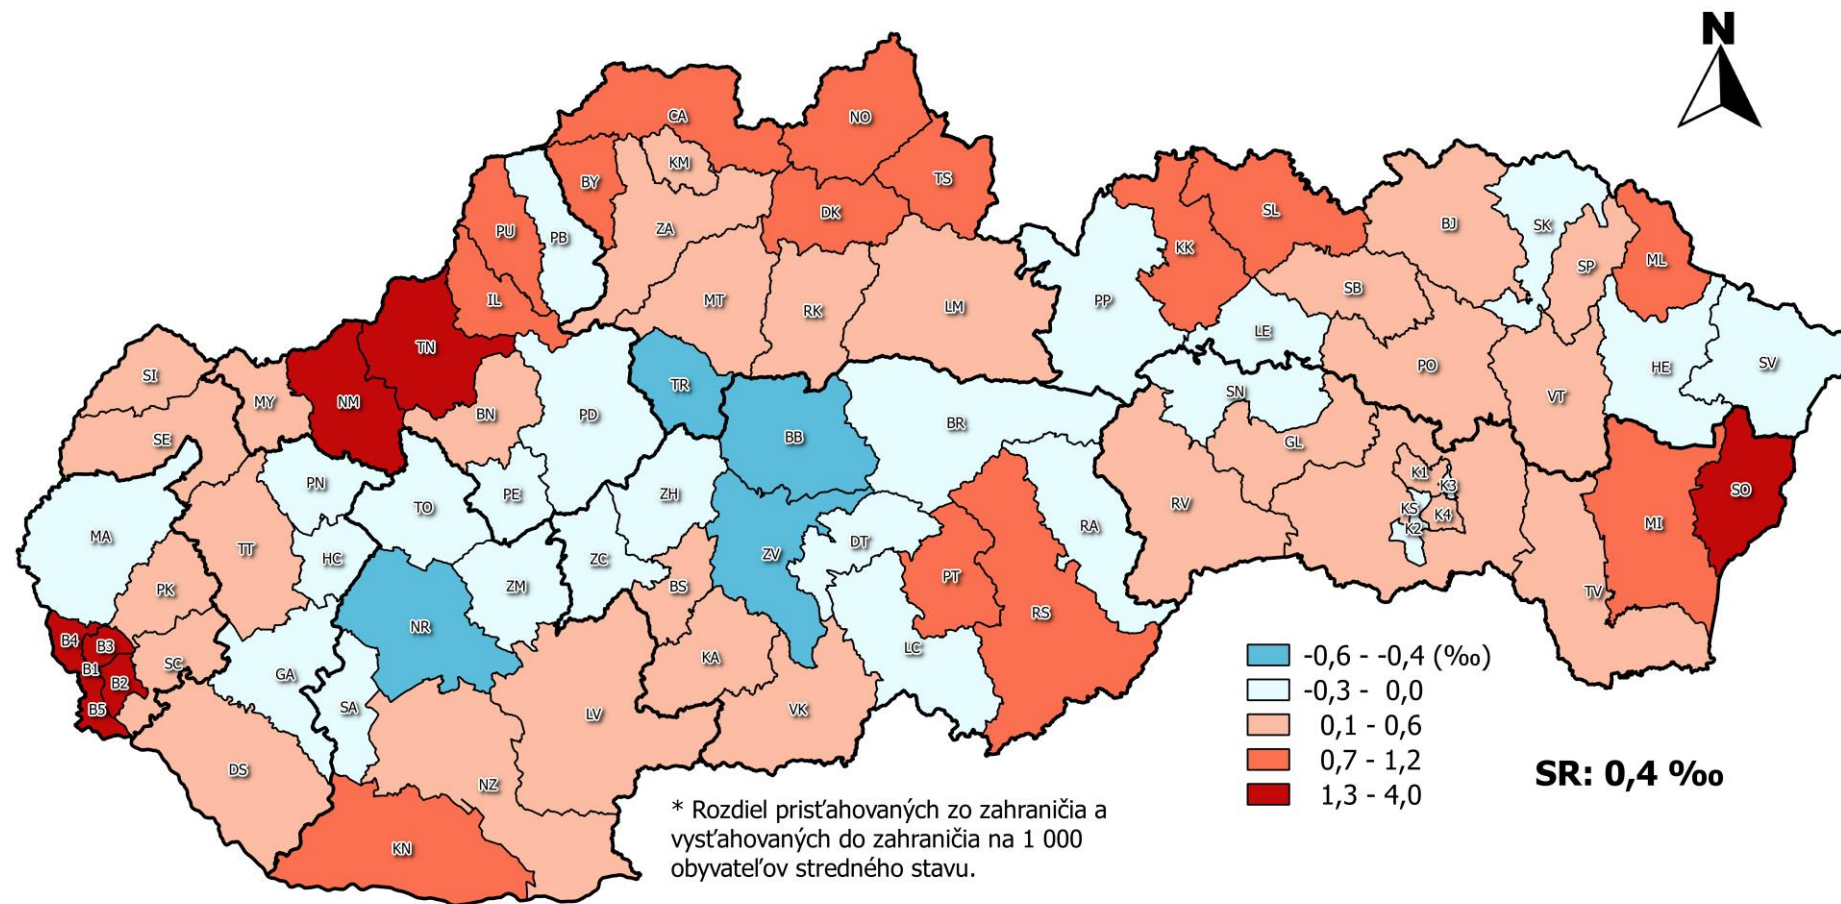 N
CA
NO
KM
BY
TS
DK
PU
PB
ZA
SL
BJ
SK
KK
SP
ML
IL
MT
RK
LM
PP
SB
LE
TN
SI
MY
NM
BN
TR
PD
SN
PO
VT
HE
SV
SE
BB
BR
GL
K1
K3
KS
K4
K2
SO
PN
TO
PE
ZH
RV
RA
MI
MA
TT
HC
ZM
ZC
ZV
DT
PT
RS
TV
PK
BS
NR
B4
B3
B1
B2
B5
SC
GA
SA
KA
LC
LV
VK
DS
NZ
KN
-0,6 - -0,4 (‰)
-0,3 - 0,0
0,1 - 0,6
0,7 - 1,2
1,3 - 4,0
SR: 0,4 ‰
* Rozdiel prisťahovaných zo zahraničia a
vysťahovaných do zahraničia na 1 000
obyvateľov stredného stavu.